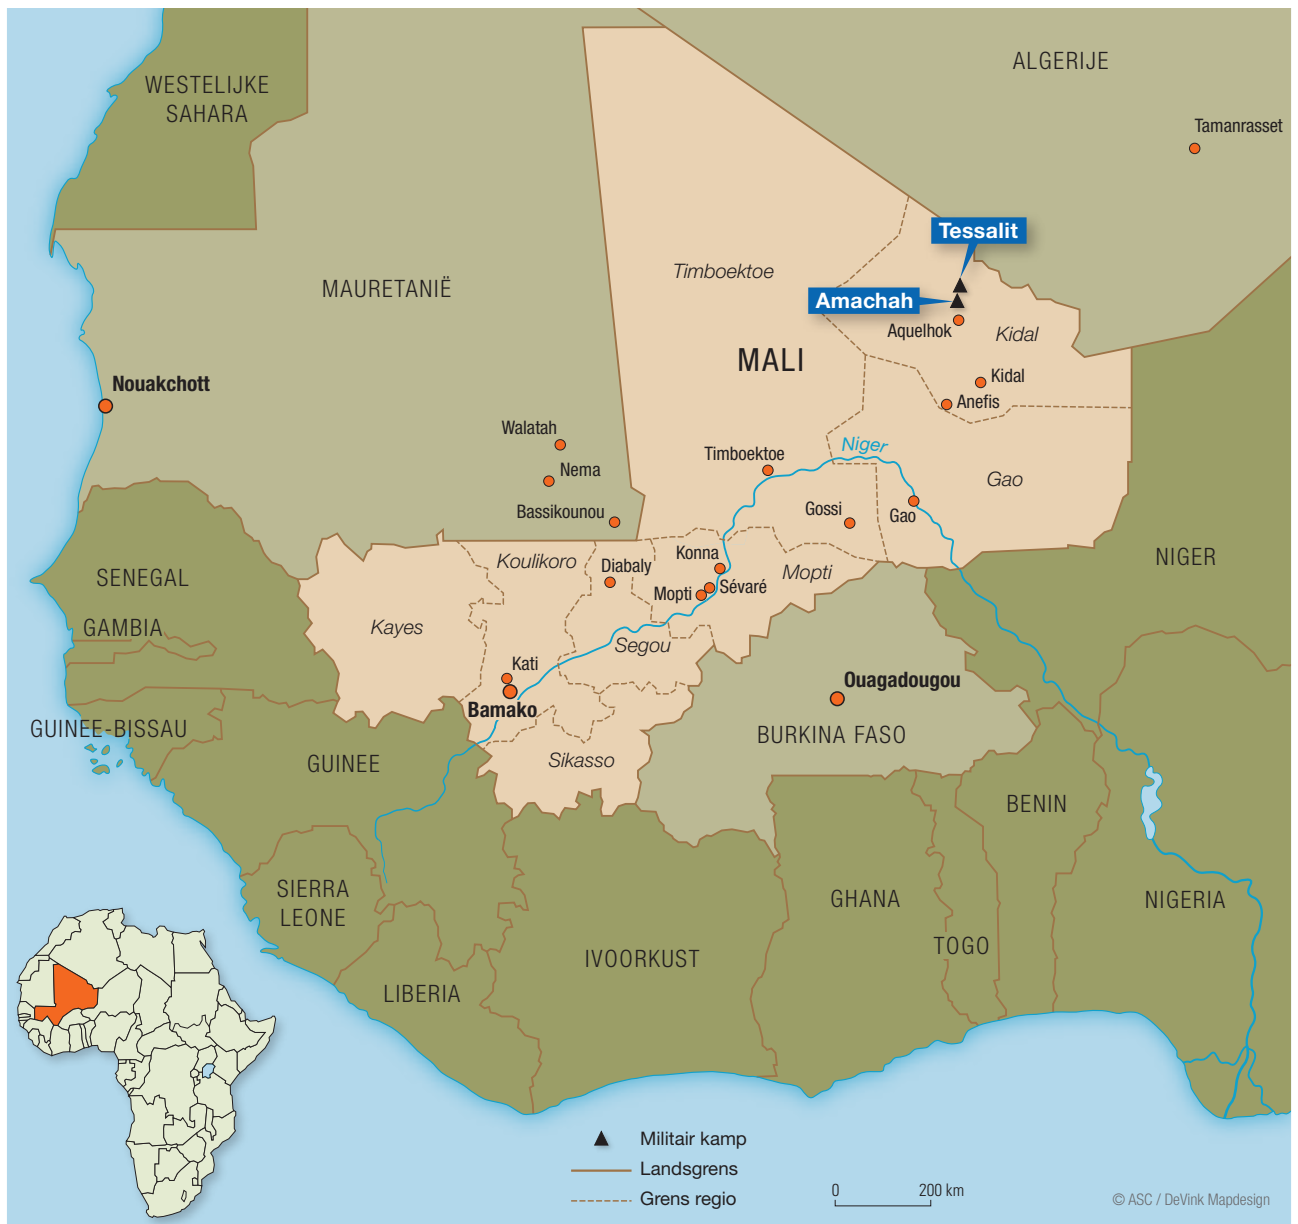 ALGERIJE
WESTELIJKE
SAHARA
Tamanrasset
Tessalit
Timboektoe
MAURETANIË
Amachah
Aquelhok
Kidal
MALI
Kidal
Nouakchott
Anefis
Walatah
Niger
Timboektoe
Nema
Gao
Bassikounou
Gossi
Gao
Konna
NIGER
Koulikoro
Diabaly
Mopti
SENEGAL
Mopti
Sévaré
GAMBIA
Kayes
Segou
Kati
Ouagadougou
Bamako
GUINEE-BISSAU
BURKINA FASO
GUINEE
Sikasso
BENIN
SIERRA
LEONE
GHANA
NIGERIA
TOGO
IVOORKUST
LIBERIA
Militair kamp
Landsgrens
Grens regio
0 200 km
© ASC / DeVink Mapdesign